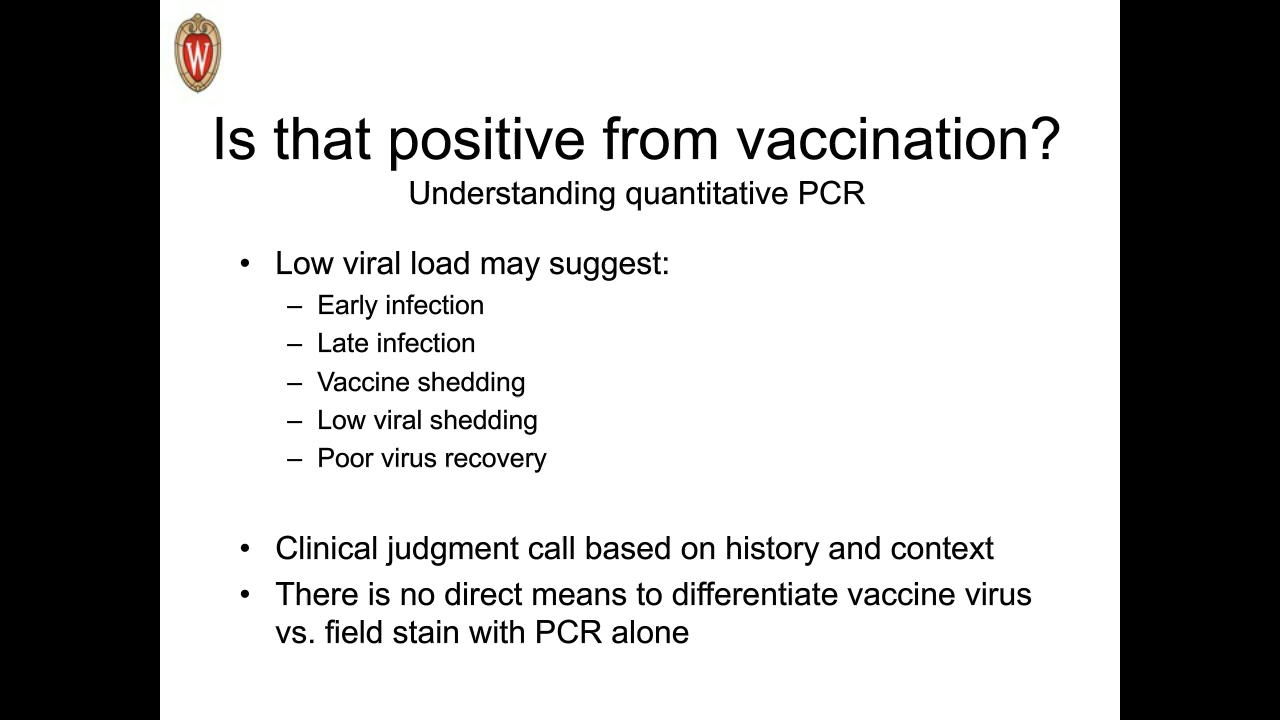 W
Is that positive from vaccination?
Understanding quantitative PCR
• Low viral load may suggest:
– Early infection
– Late infection
– Vaccine shedding
– Low viral shedding
– Poor virus recovery
• Clinical judgment call based on history and context
• There is no direct means to differentiate vaccine virus
vs. field stain with PCR alone